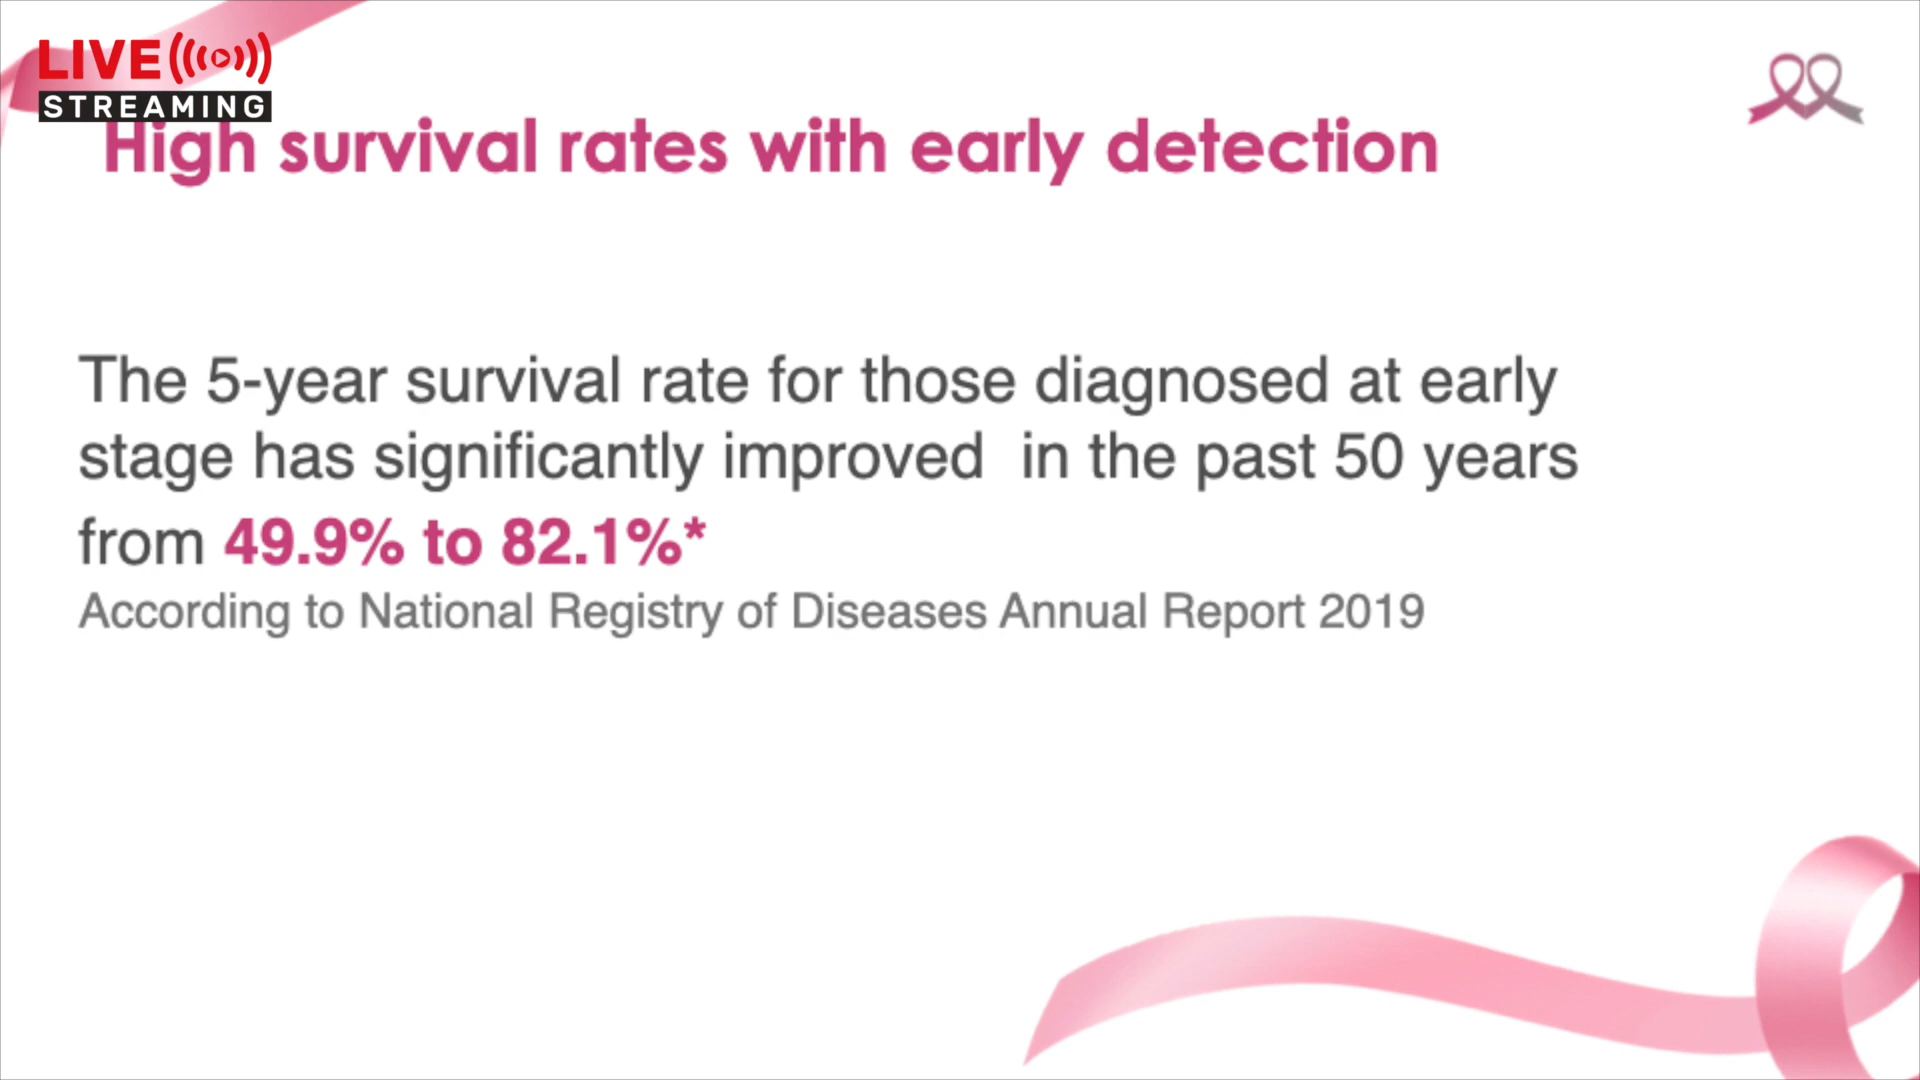 LIVE
STREAMING
High survival rates with early detection
The 5-year survival rate for those diagnosed at early
stage has significantly improved  in the past 50 years
from 49.9% to 82.1%*
According to National Registry of Diseases Annual Report 2019